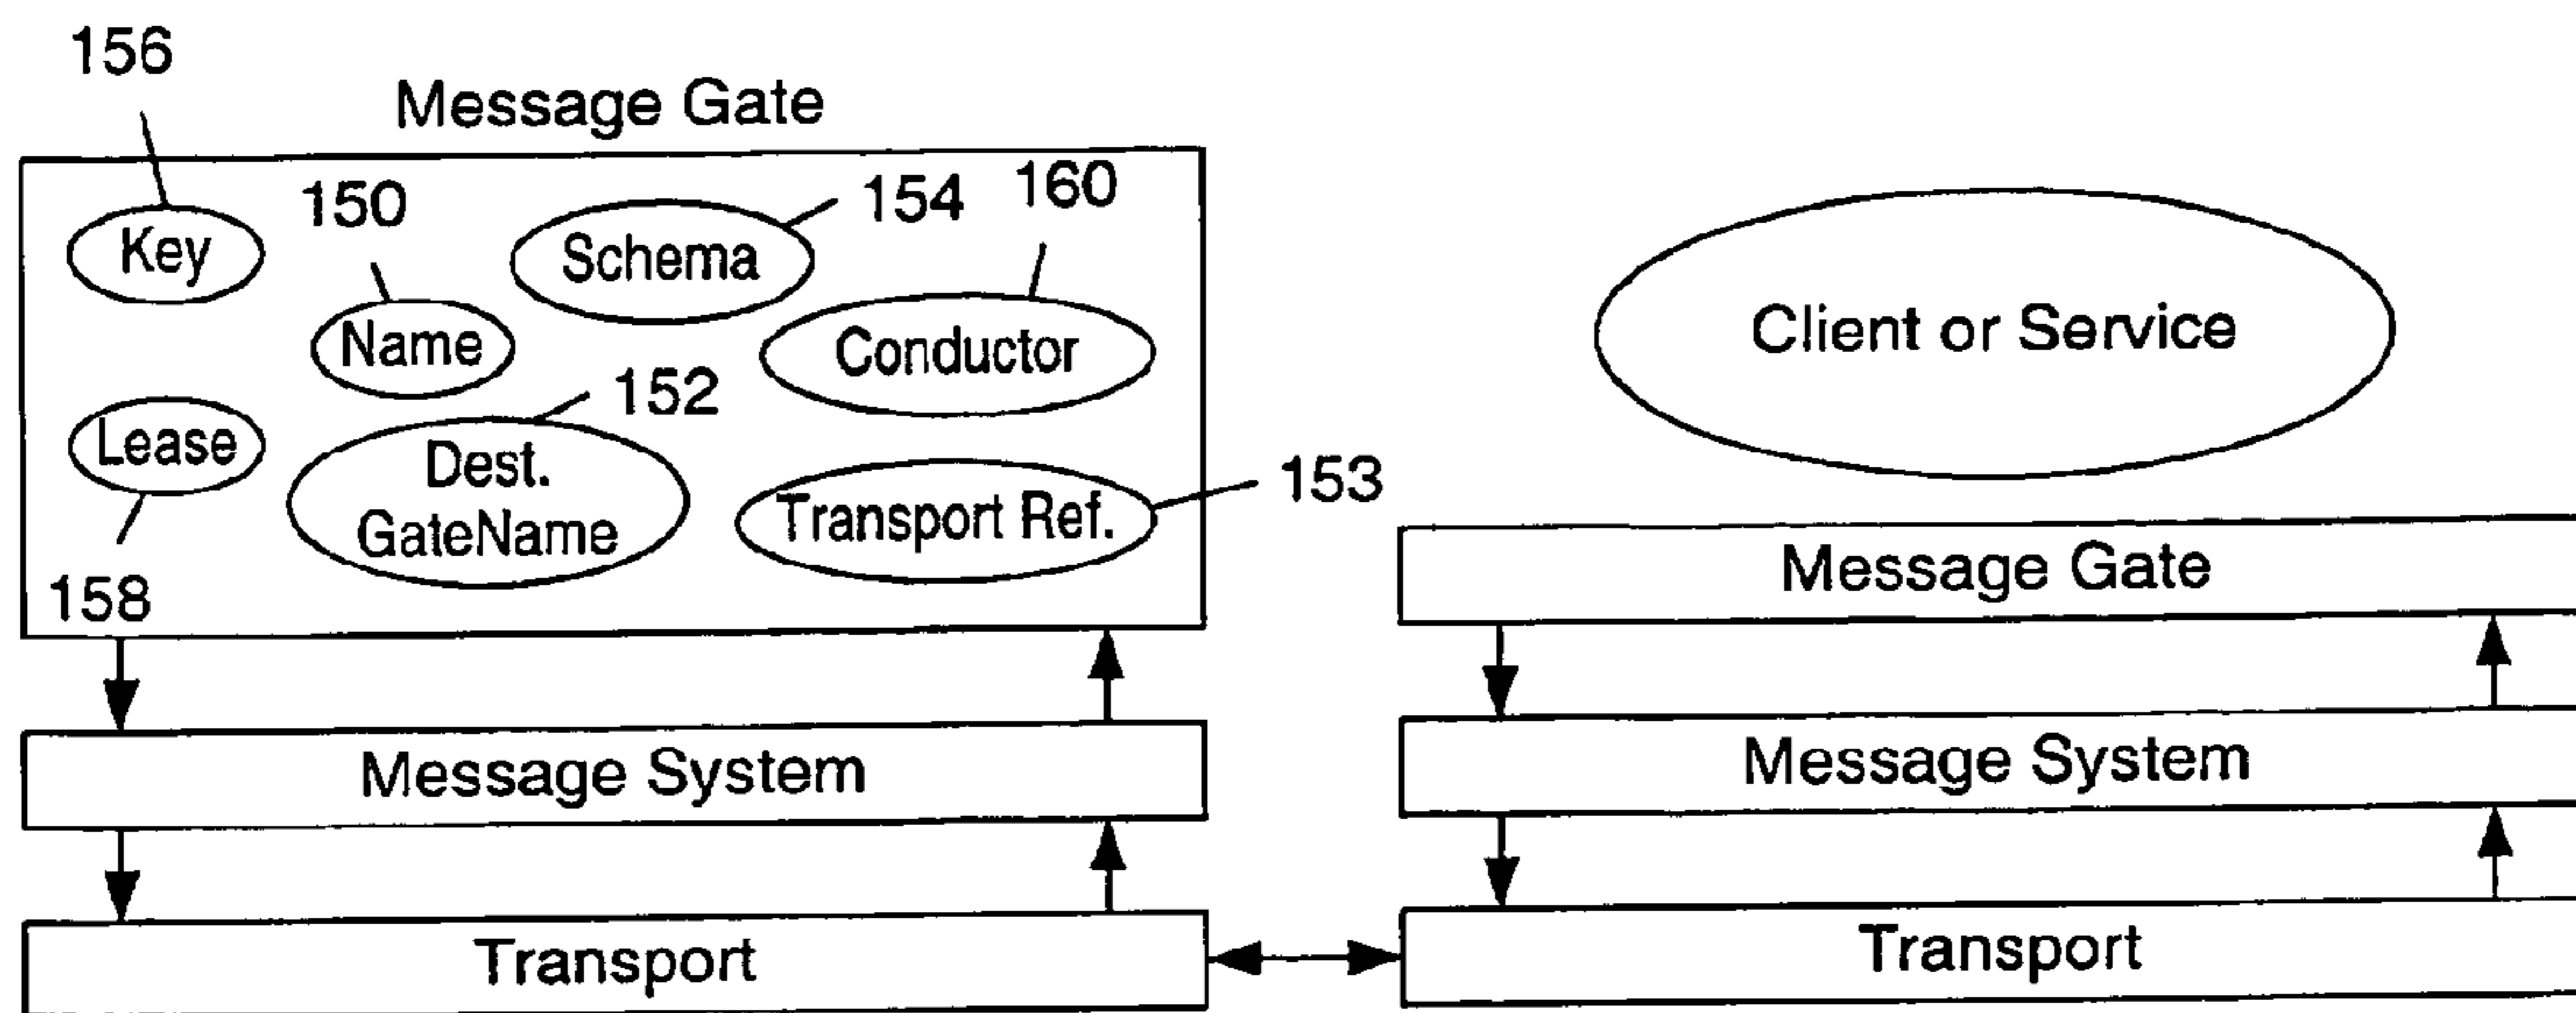 156
Message Gate
150
154
160
Key
Schema
Name
Conductor
152
Lease
Dest.
GateName
Transport Ref.
153
158
Message System
Transport
Client or Service
Message Gate
Message System
Transport